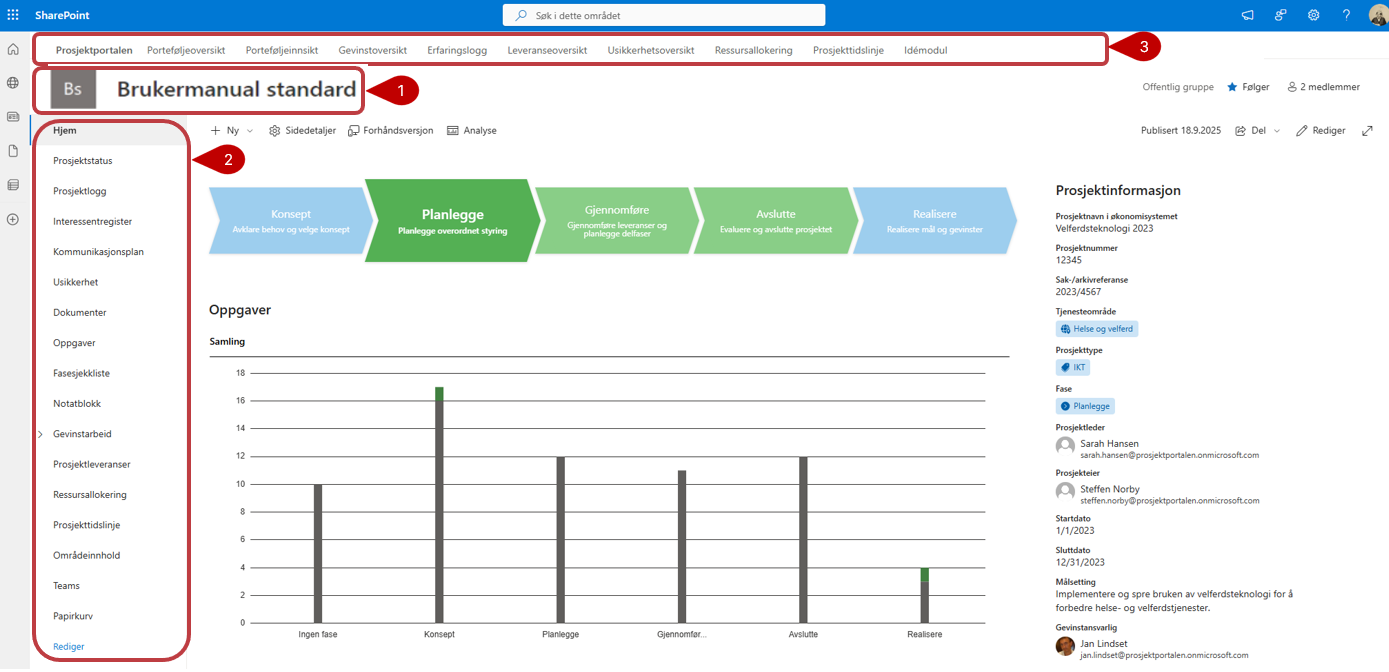 SharePoint
Søk i dette området
Prosjektportalen Porteføljeoversikt Porteføljeinnsikt Gevinstoversikt Erfaringslogg Leveranseoversikt Usikkerhetsoversikt Ressursallokering Prosjekttidslinje Idémodul
3
Bs Brukermanual standard
1
Offentlig gruppe Følger 2 medlemmer
Hjem
Prosjektstatus
Prosjektlogg
Interessentregister
Kommunikasjonsplan
Usikkerhet
Dokumenter
Oppgaver
Fasesjekkliste
Notatblokk
Gevinstarbeid
Prosjektleveranser
Ressursallokering
Prosjekttidslinje
Områdeinnhold
Teams
Papirkurv
Rediger
2
Ny Sidedetaljer Forhåndsversjon Analyse
Publisert 18.9.2025 Del Rediger
Konsept
Avklare behov og velge konsept
Planlegge
Planlegge overordnet styring
Gjennomføre
Gjennomføre leveranser og
planlegge delfaser
Avslutte
Evaluere og avslutte prosjektet
Realisere
Realisere mål og gevinster
Oppgaver
Samling
18
16
14
12
10
8
6
4
2
0
Ingen fase Konsept Planlegge Gjennomfør... Avslutte Realisere
Prosjektinformasjon
Prosjektnavn i økonomisystemet
Velferdsteknologi 2023
Prosjektnummer
12345
Sak-/arkivreferanse
2023/4567
Tjenesteområde
Helse og velferd
Prosjekttype
IKT
Fase
Planlegge
Prosjektleder
Sarah Hansen
sarah.hansen@prosjektportalen.onmicrosoft.com
Prosjekteier
Steffen Norby
steffen.norby@prosjektportalen.onmicrosoft.com
Startdato
1/1/2023
Sluttdato
12/31/2023
Målsetting
Implementere og spre bruken av velferdsteknologi for å
forbedre helse- og velferdstjenester.
Gevinstansvarlig
Jan Lindset
jan.lindset@prosjektportalen.onmicrosoft.com